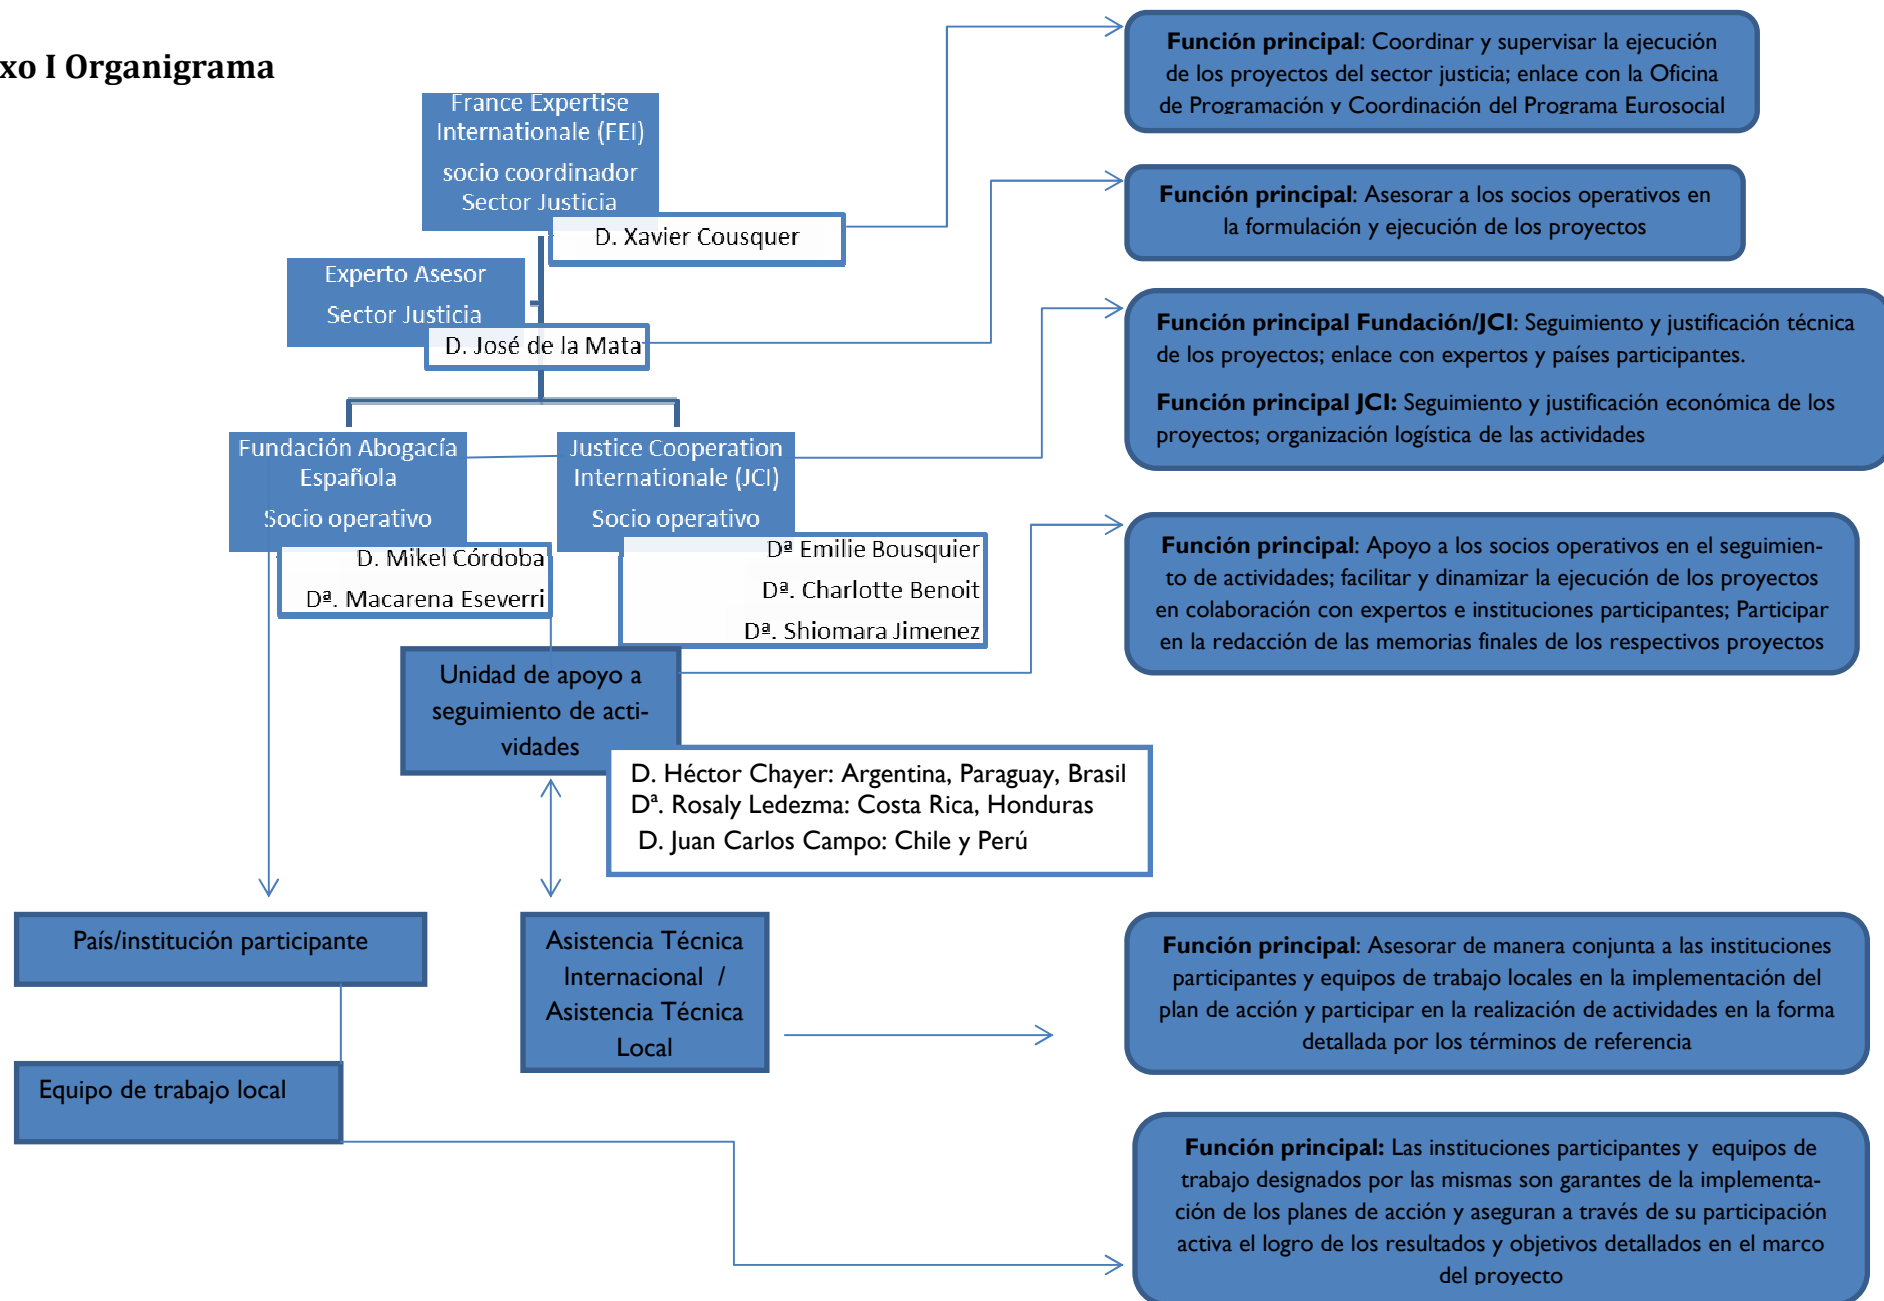 xo I Organigrama
France Expertise
Internationale (FEI)
socio coordinador
Sector Justicia
D. Xavier Cousquer
Experto Asesor
Sector Justicia
D. José de la Mata
Fundación Abogacía
Española
Socio operativo
D. Mikel Córdoba
Dª. Macarena Eseverri
Justice Cooperation
Internationale (JCI)
Socio operativo
Dª Emilie Bousquier
Dª. Charlotte Benoit
Dª. Shiomara Jimenez
Unidad de apoyo a
seguimiento de acti-
vidades
D. Héctor Chayer: Argentina, Paraguay, Brasil
Dª. Rosaly Ledezma: Costa Rica, Honduras
D. Juan Carlos Campo: Chile y Perú
País/institución participante
Equipo de trabajo local
Asistencia Técnica
Internacional /
Asistencia Técnica
Local
Función principal: Coordinar y supervisar la ejecución
de los proyectos del sector justicia; enlace con la Oficina
de Programación y Coordinación del Programa Eurosocial
Función principal: Asesorar a los socios operativos en
la formulación y ejecución de los proyectos
Función principal Fundación/JCI: Seguimiento y justificación técnica
de los proyectos; enlace con expertos y países participantes.
Función principal JCI: Seguimiento y justificación económica de los
proyectos; organización logística de las actividades
Función principal: Apoyo a los socios operativos en el seguimien-
to de actividades; facilitar y dinamizar la ejecución de los proyectos
en colaboración con expertos e instituciones participantes; Participar
en la redacción de las memorias finales de los respectivos proyectos
Función principal: Asesorar de manera conjunta a las instituciones
participantes y equipos de trabajo locales en la implementación del
plan de acción y participar en la realización de actividades en la forma
detallada por los términos de referencia
Función principal: Las instituciones participantes y equipos de
trabajo designados por las mismas son garantes de la implementa-
ción de los planes de acción y aseguran a través de su participación
activa el logro de los resultados y objetivos detallados en el marco
del proyecto